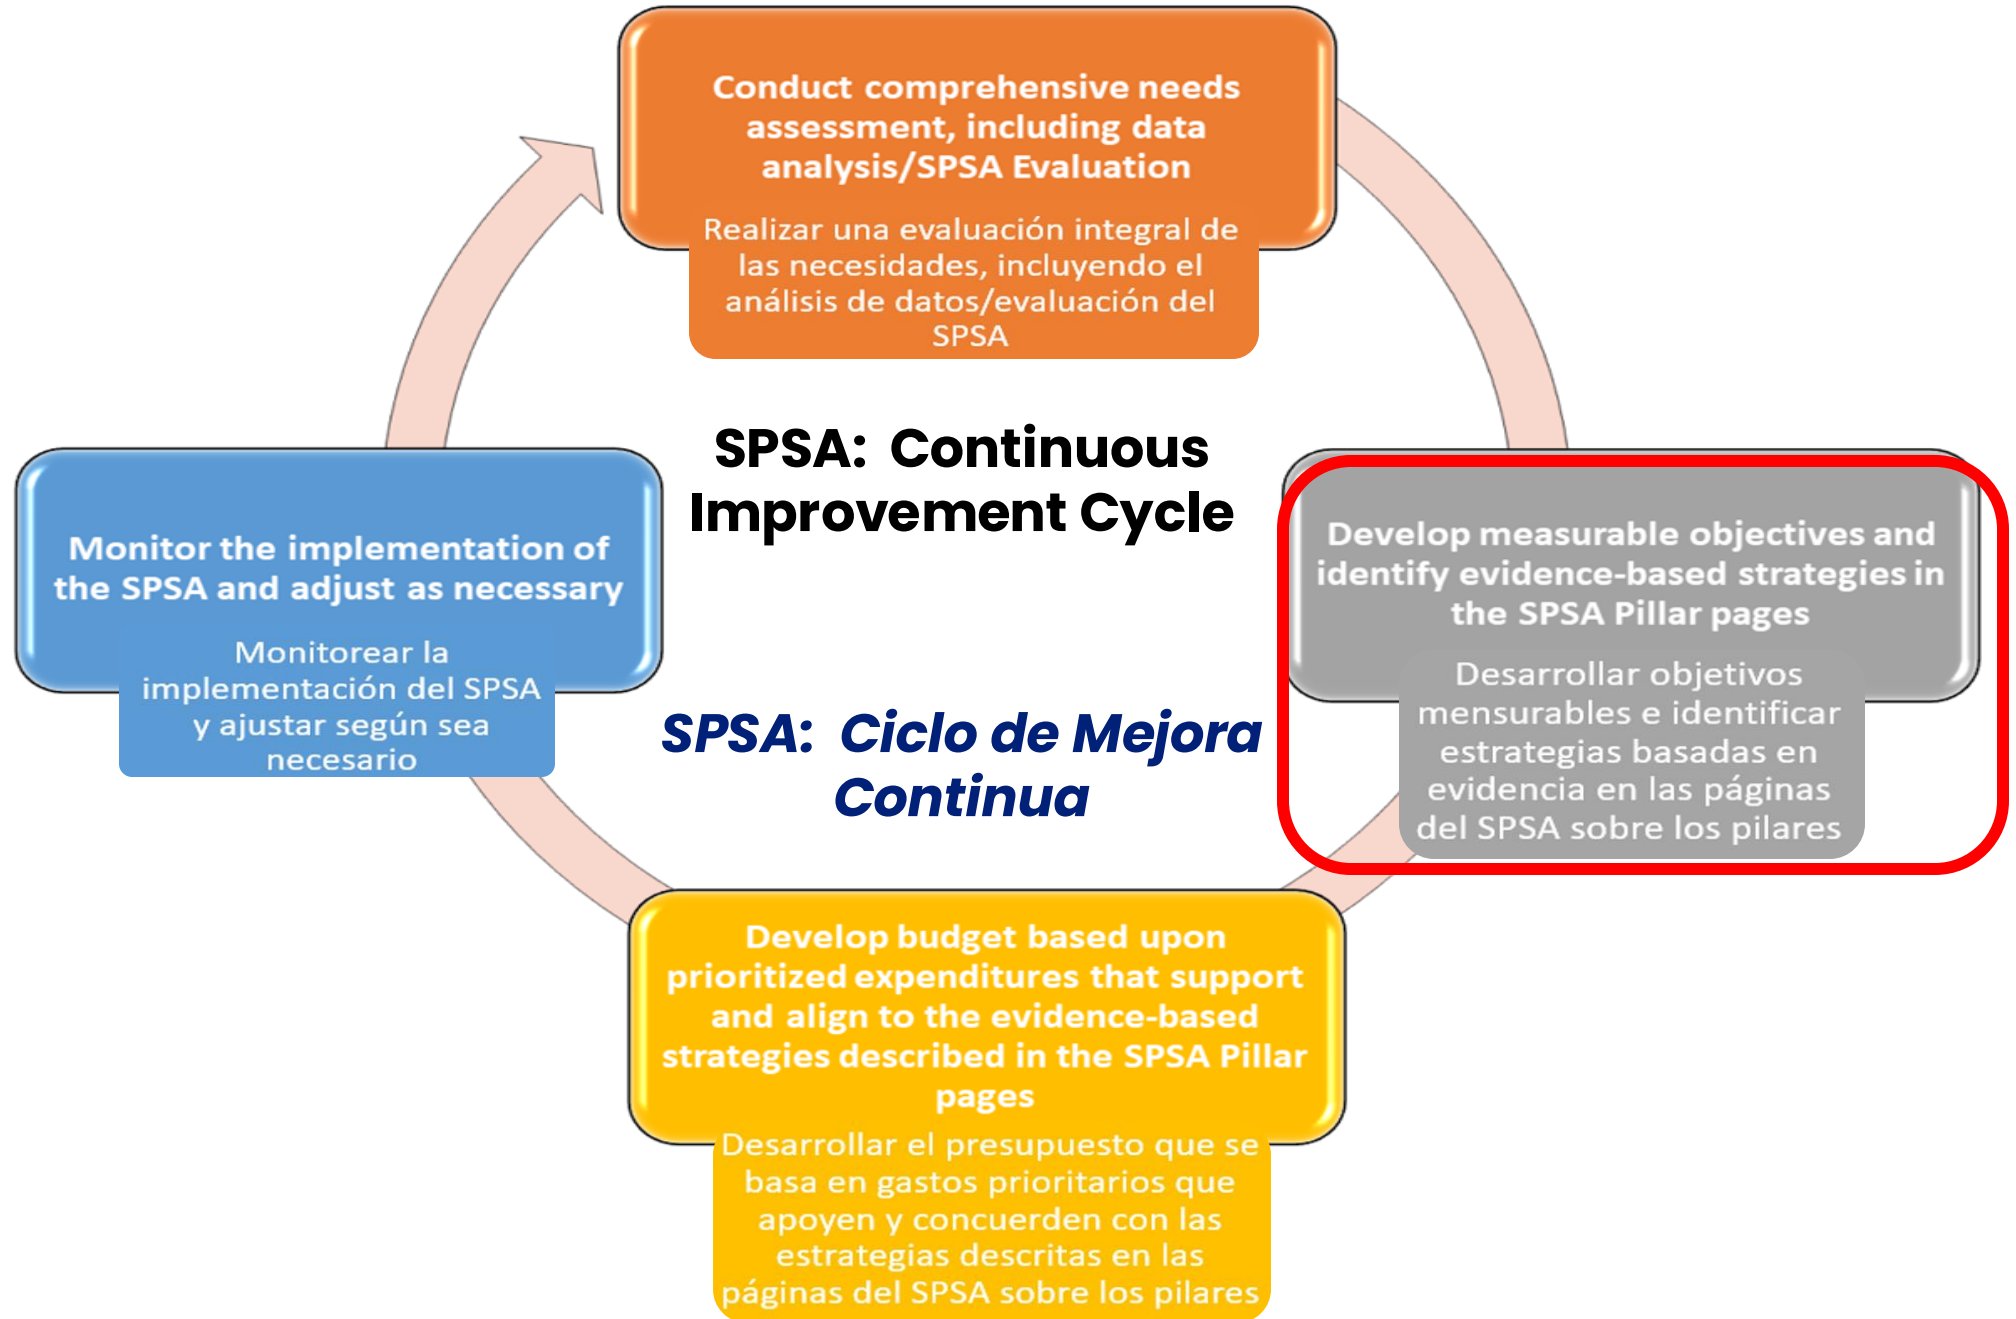 Conduct comprehensive needs
assessment, including data
analysis/SPSA Evaluation
Realizar una evaluación integral de
las necesidades, incluyendo el
análisis de datos/evaluación del
SPSA
SPSA: Continuous
Improvement Cycle
SPSA: Ciclo de Mejora
Continua
Develop measurable objectives and
identify evidence-based strategies in
the SPSA Pillar pages
Desarrollar objetivos
mensurables e identificar
estrategias basadas en
evidencia en las páginas
del SPSA sobre los pilares
Develop budget based upon
prioritized expenditures that support
and align to the evidence-based
strategies described in the SPSA Pillar
pages
Desarrollar el presupuesto que se
basa en gastos prioritarios que
apoyen y concuerden con las
estrategias descritas en las
páginas del SPSA sobre los pilares
Monitor the implementation of
the SPSA and adjust as necessary
Monitorear la
implementación del SPSA
y ajustar según sea
necesario